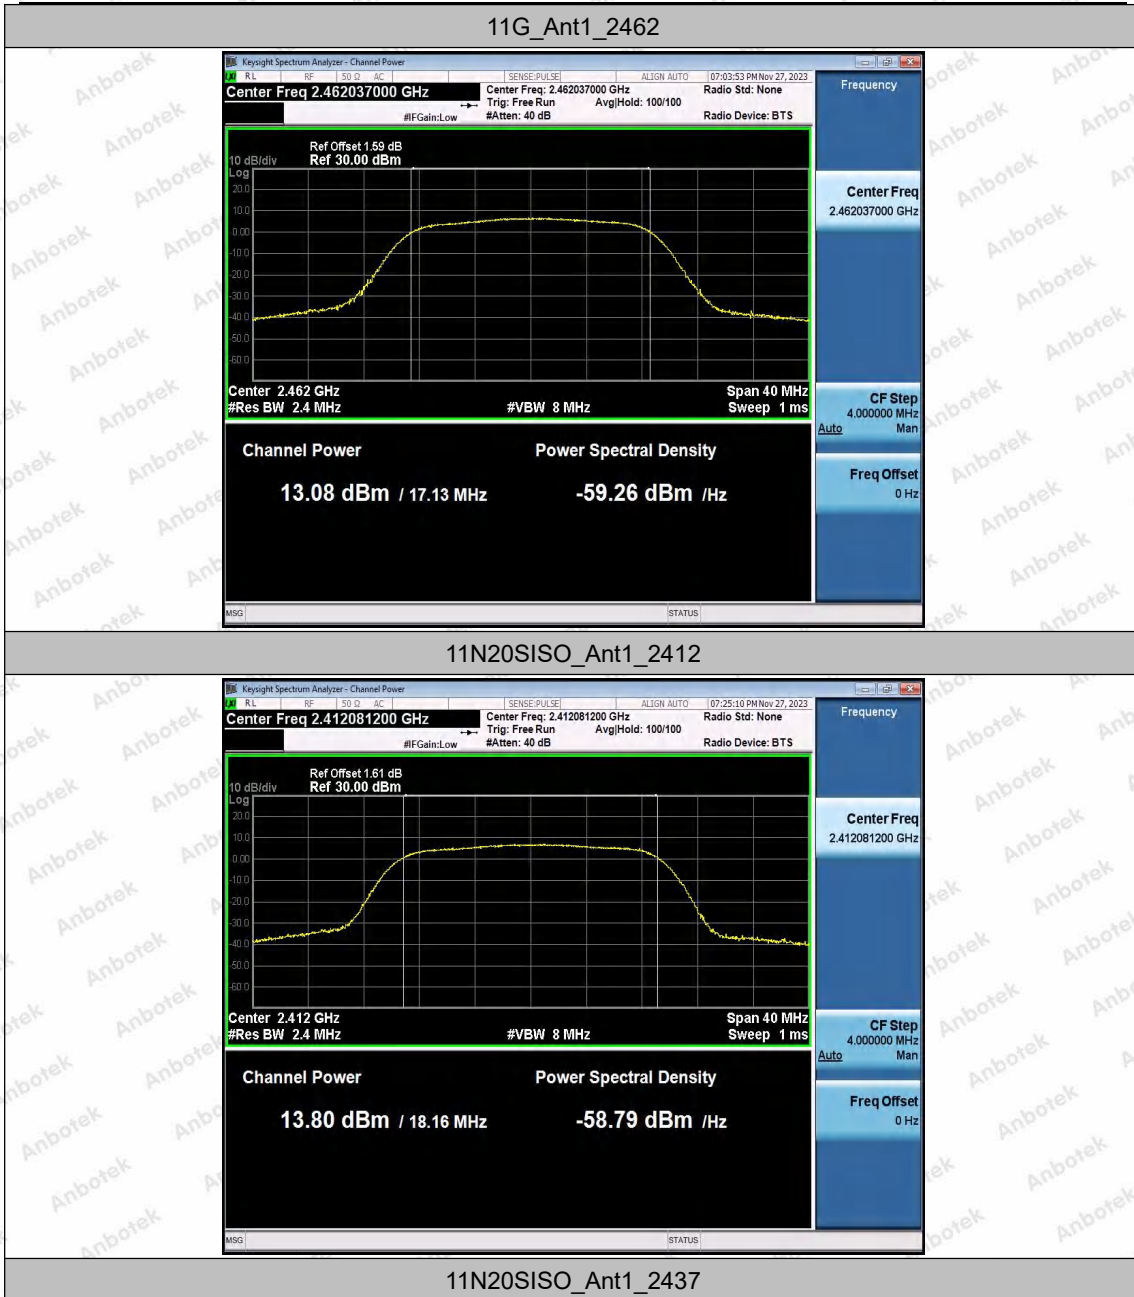 11G_Ant1_2462
Keysight Spectrum Analyzer - Channel Power
LXI RL RF 50 Ω AC SENSE:PULSE ALIGN AUTO 07:03:53 PM Nov 27, 2023
Center Freq 2.462037000 GHz Center Freq: 2.462037000 GHz Radio Std: None
Trig: Free Run Avg|Hold: 100/100
#IFGain:Low #Atten: 40 dB Radio Device: BTS
Frequency
Ref Offset 1.59 dB
10 dB/div Ref 30.00 dBm
Log
20.0
10.0
0.00
-10.0
-20.0
-30.0
-40.0
-50.0
-60.0
Center Freq
2.462037000 GHz
Center 2.462 GHz Span 40 MHz
#Res BW 2.4 MHz #VBW 8 MHz Sweep 1 ms
CF Step
4.000000 MHz
Auto Man
Channel Power Power Spectral Density
13.08 dBm / 17.13 MHz -59.26 dBm /Hz
Freq Offset
0 Hz
MSG STATUS
11N20SISO_Ant1_2412
Keysight Spectrum Analyzer - Channel Power
LXI RL RF 50 Ω AC SENSE:PULSE ALIGN AUTO 07:25:10 PM Nov 27, 2023
Center Freq 2.412081200 GHz Center Freq: 2.412081200 GHz Radio Std: None
Trig: Free Run Avg|Hold: 100/100
#IFGain:Low #Atten: 40 dB Radio Device: BTS
Frequency
Ref Offset 1.61 dB
10 dB/div Ref 30.00 dBm
Log
20.0
10.0
0.00
-10.0
-20.0
-30.0
-40.0
-50.0
-60.0
Center Freq
2.412081200 GHz
Center 2.412 GHz Span 40 MHz
#Res BW 2.4 MHz #VBW 8 MHz Sweep 1 ms
CF Step
4.000000 MHz
Auto Man
Channel Power Power Spectral Density
13.80 dBm / 18.16 MHz -58.79 dBm /Hz
Freq Offset
0 Hz
MSG STATUS
11N20SISO_Ant1_2437
Anbotek